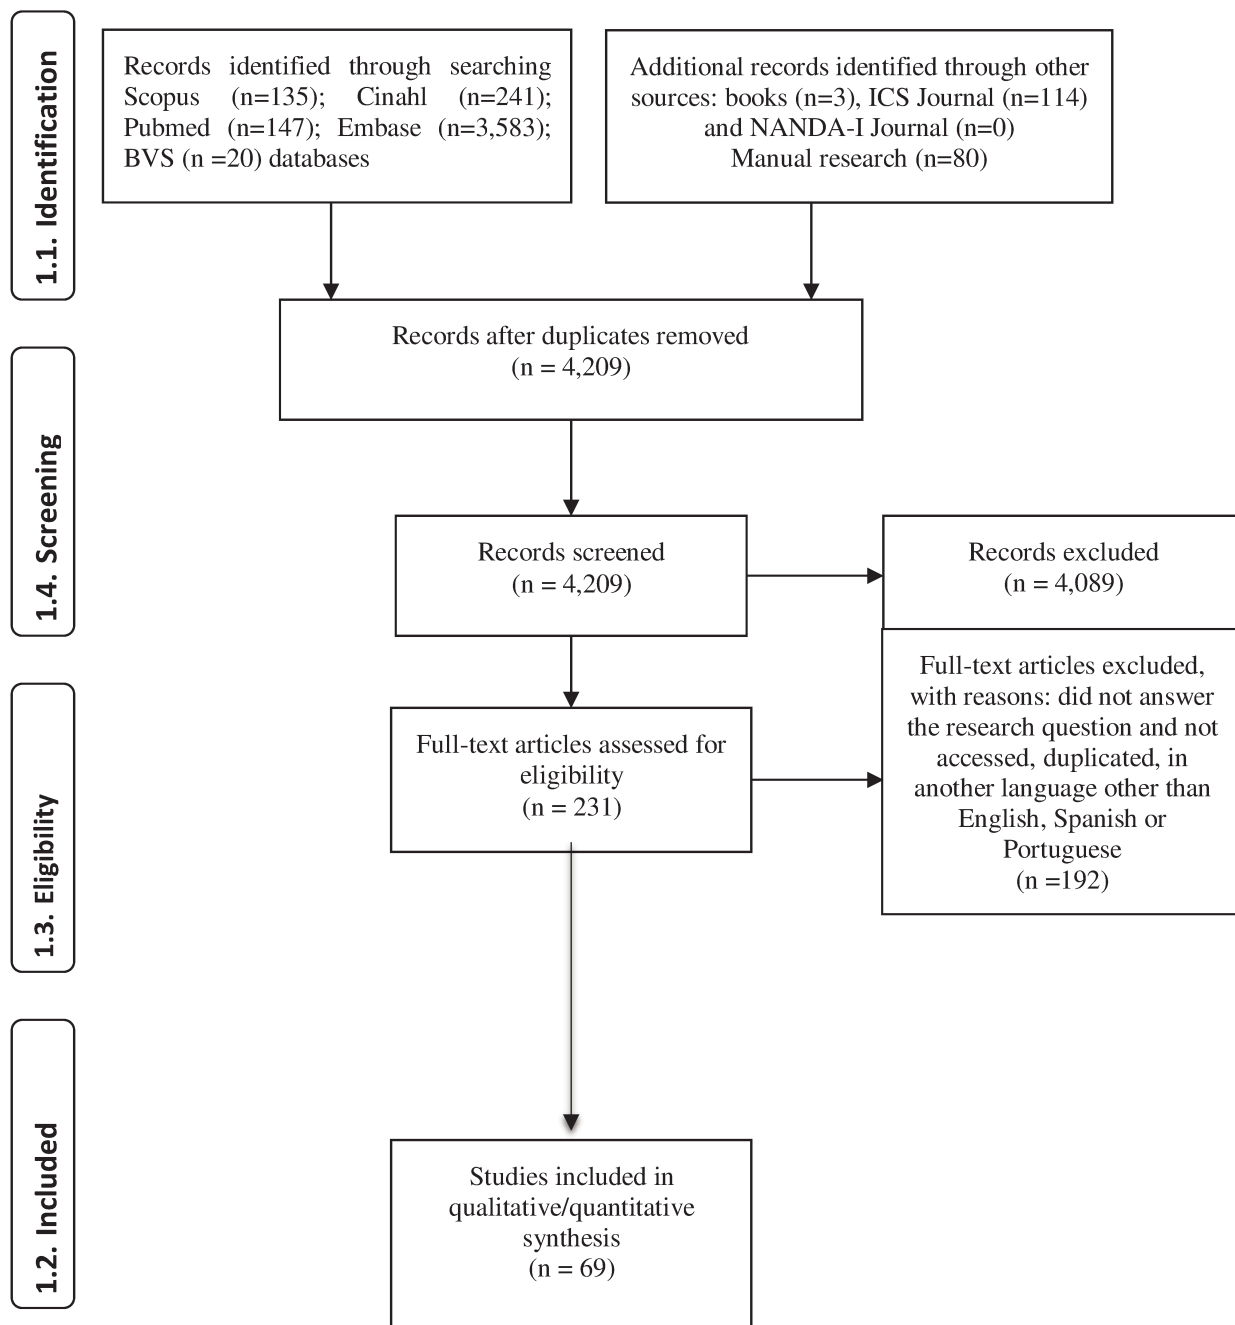 1.1. Identification
Records identified through searching
Scopus (n=135); Cinahl (n=241);
Pubmed (n=147); Embase (n=3,583);
BVS (n =20) databases
Additional records identified through other
sources: books (n=3), ICS Journal (n=114)
and NANDA-I Journal (n=0)
Manual research (n=80)
Records after duplicates removed
(n = 4,209)
1.4. Screening
Records screened
(n = 4,209)
Records excluded
(n = 4,089)
1.3. Eligibility
Full-text articles assessed for
eligibility
(n = 231)
Full-text articles excluded,
with reasons: did not answer
the research question and not
accessed, duplicated, in
another language other than
English, Spanish or
Portuguese
(n =192)
1.2. Included
Studies included in
qualitative/quantitative
synthesis
(n = 69)